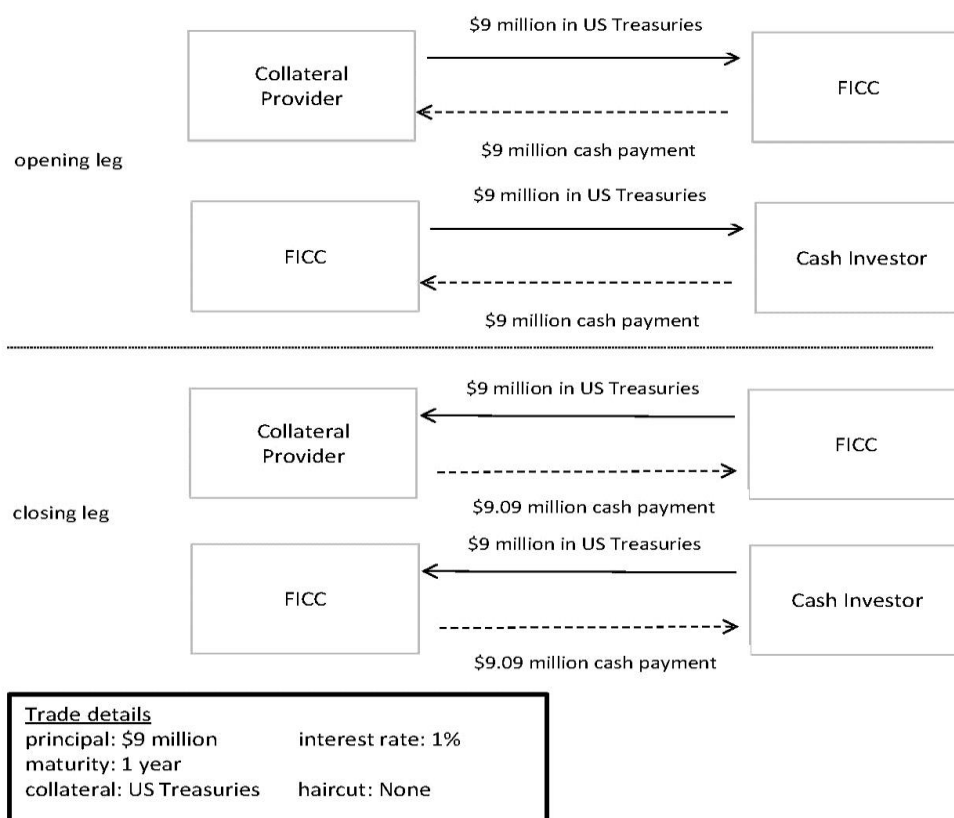 $9 million in US Treasuries
Collateral
Provider
FICC
$9 million cash payment
opening leg
$9 million in US Treasuries
FICC
Cash Investor
$9 million cash payment
$9 million in US Treasuries
Collateral
Provider
FICC
$9.09 million cash payment
closing leg
$9 million in US Treasuries
FICC
Cash Investor
$9.09 million cash payment
Trade details
principal: $9 million interest rate: 1%
maturity: 1 year
collateral: US Treasuries haircut: None